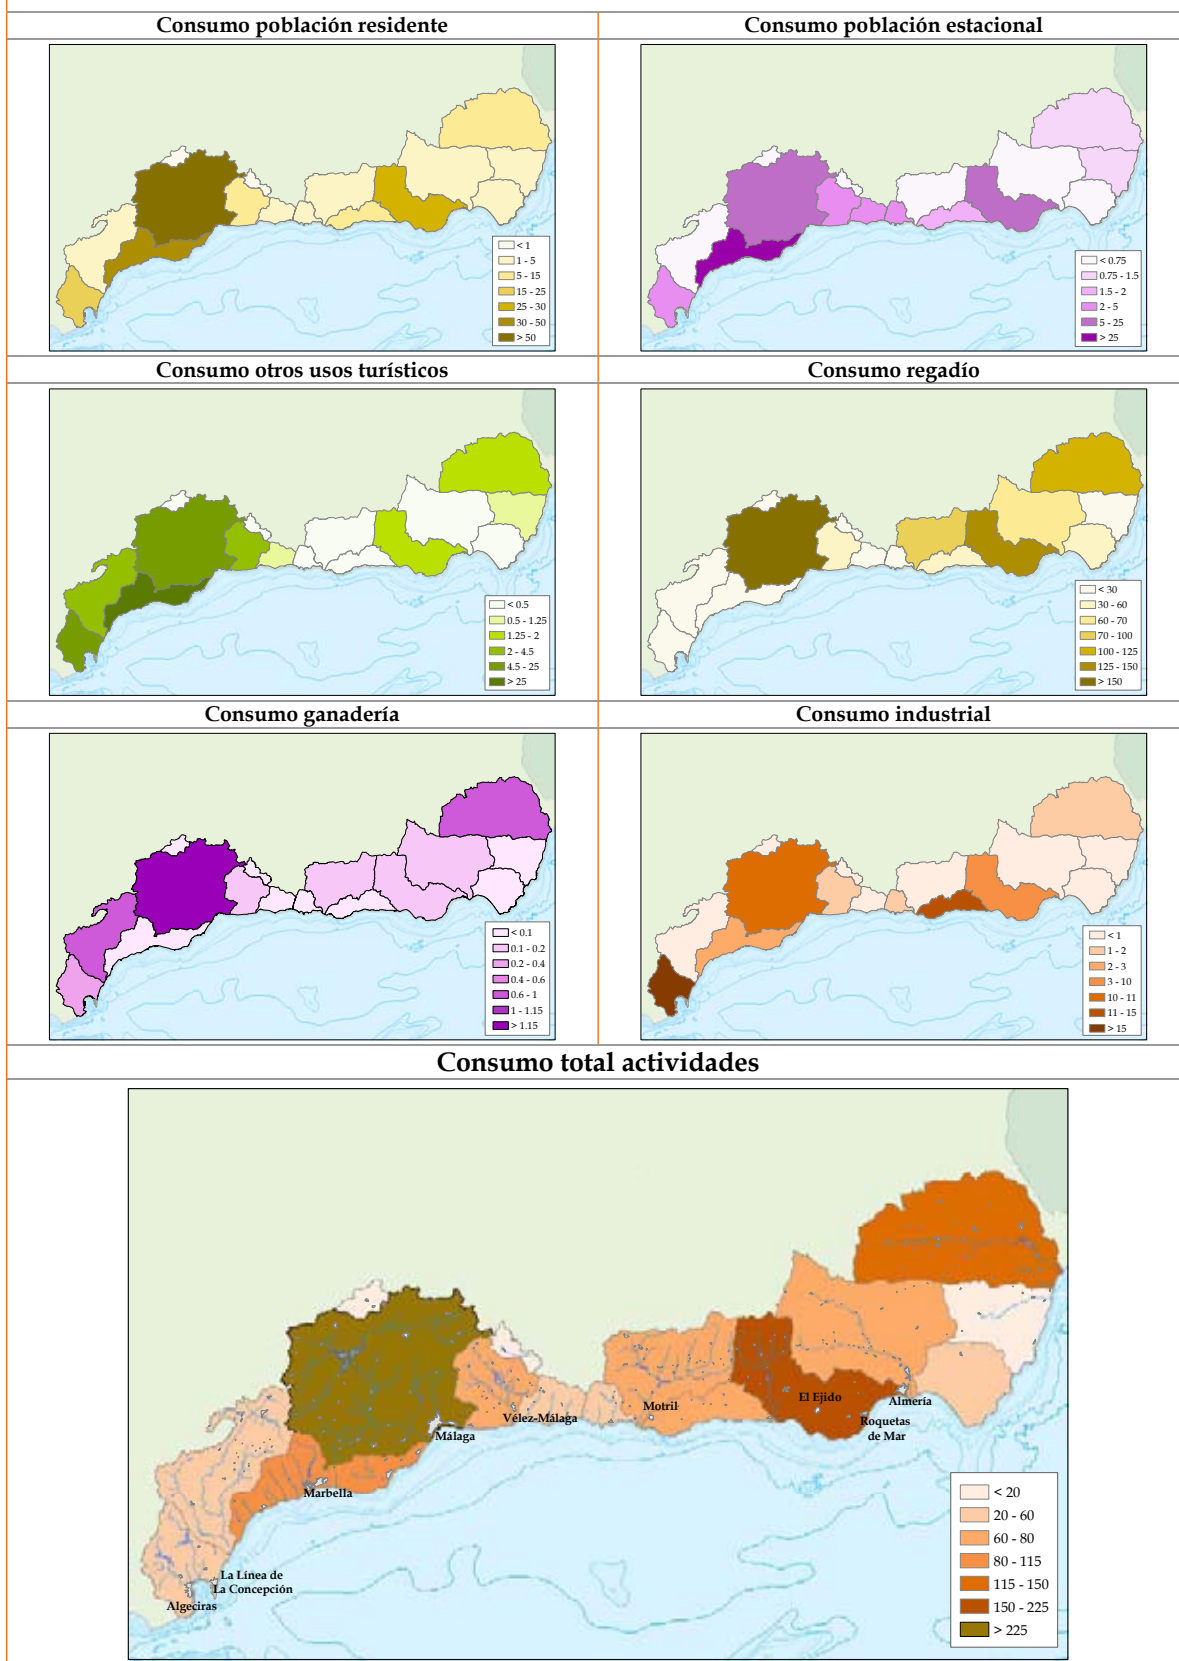 Consumo población residente
Consumo población estacional
< 1
1 - 5
5 - 15
15 - 25
25 - 30
30 - 50
> 50
< 0.75
0.75 - 1.5
1.5 - 2
2 - 5
5 - 25
> 25
Consumo otros usos turísticos
Consumo regadío
< 0.5
0.5 - 1.25
1.25 - 2
2 - 4.5
4.5 - 25
> 25
< 30
30 - 60
60 - 70
70 - 100
100 - 125
125 - 150
> 150
Consumo ganadería
Consumo industrial
< 0.1
0.1 - 0.2
0.2 - 0.4
0.4 - 0.6
0.6 - 1
1 - 1.15
> 1.15
< 1
1 - 2
2 - 3
3 - 10
10 - 11
11 - 15
> 15
Consumo total actividades
El Ejido
Almería
Motril
Vélez-Málaga
Roquetas
de Mar
Málaga
Marbella
La Línea de
La Concepción
Algeciras
< 20
20 - 60
60 - 80
80 - 115
115 - 150
150 - 225
> 225